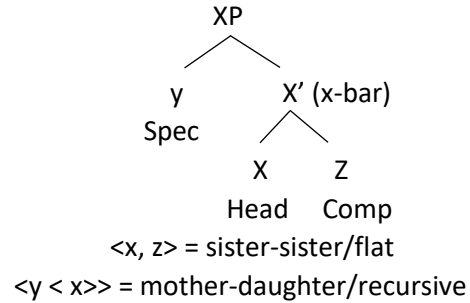 XP
y X’ (x-bar)
Spec
X Z
Head Comp
<x, z> = sister-sister/flat
<y < x>> = mother-daughter/recursive